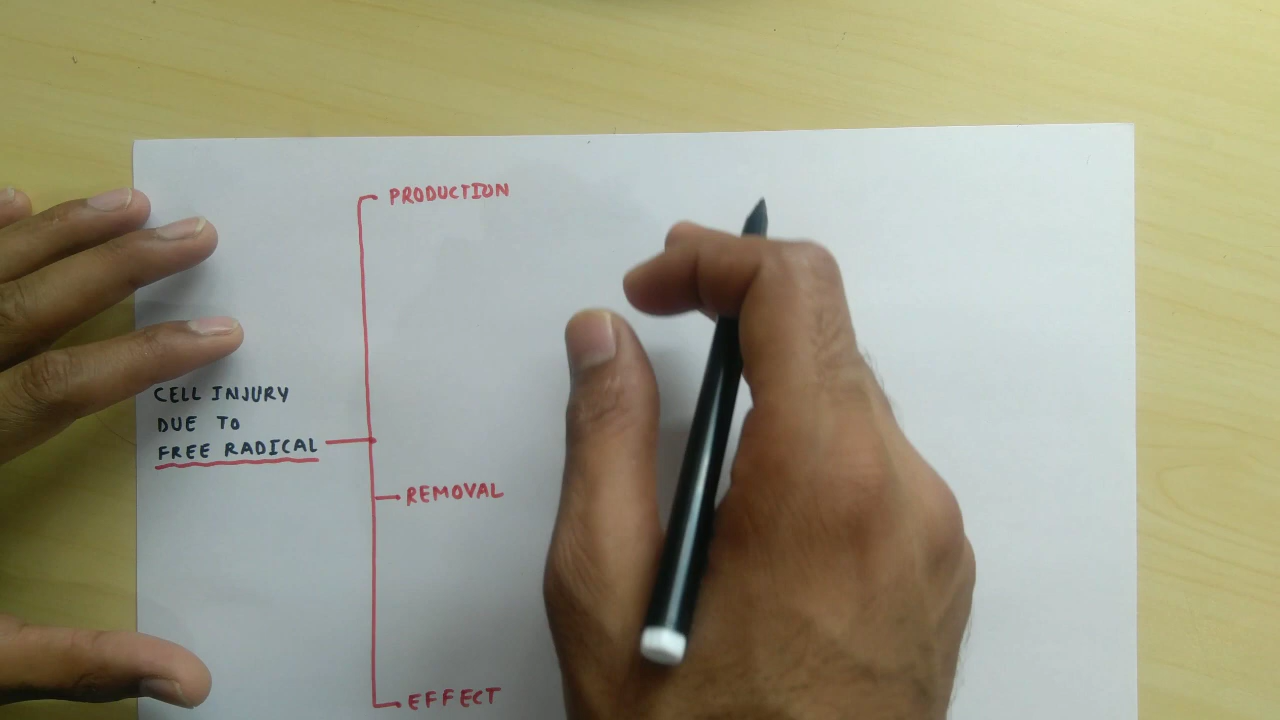 PRODUCTION
CELL INJURY
DUE TO
FREE RADICAL
REMOVAL
EFFECT